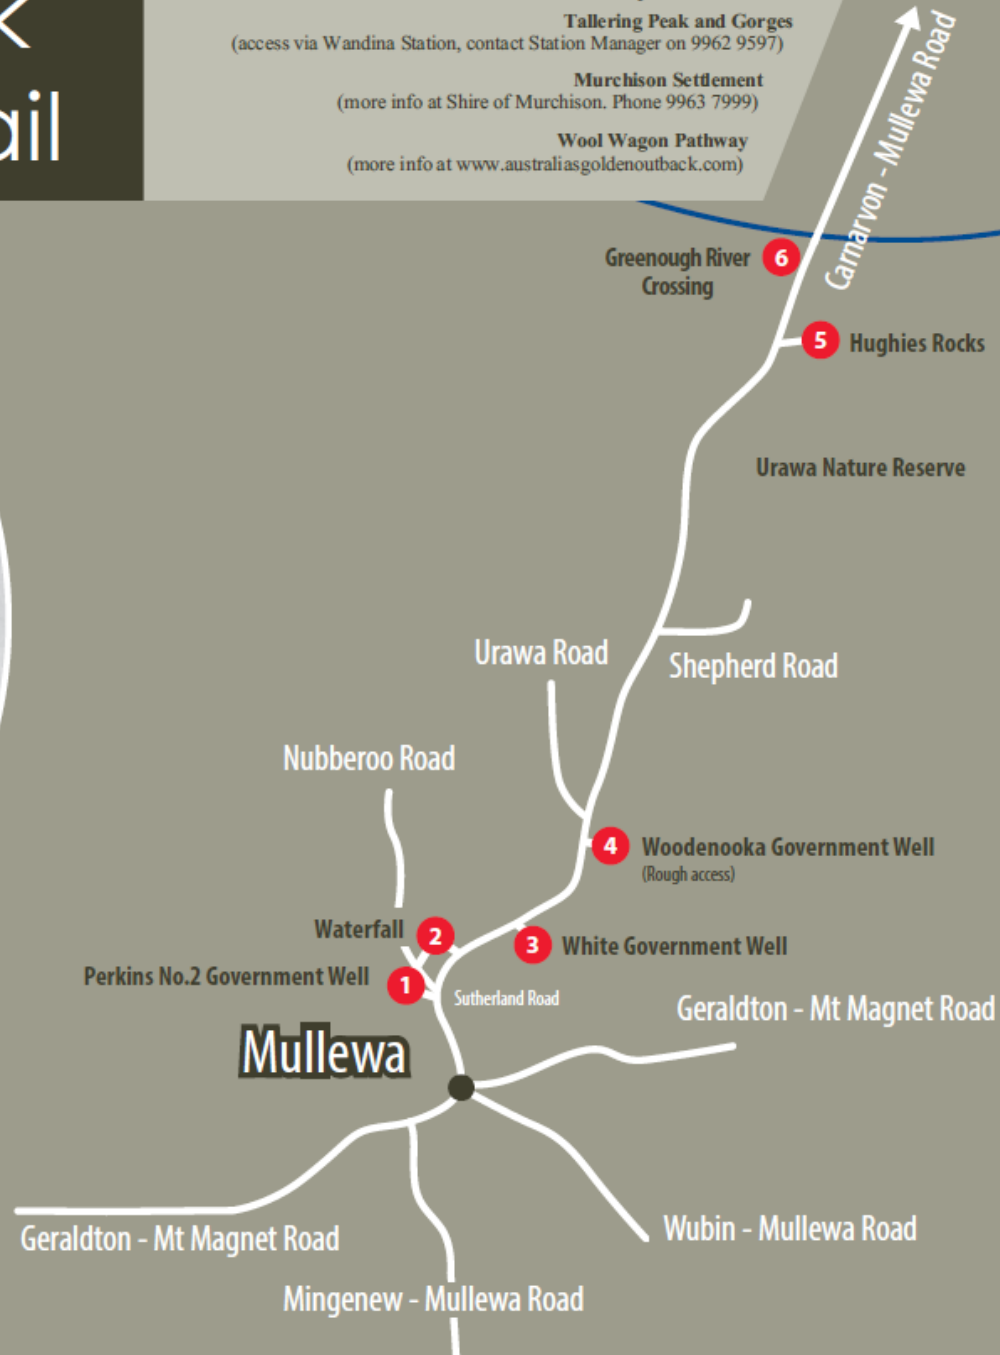 ail
Tallering Peak and Gorges
(access via Wandina Station, contact Station Manager on 9962 9597)
Murchison Settlement
(more info at Shire of Murchison. Phone 9963 7999)
Wool Wagon Pathway
(more info at www.australiasgoldenoutback.com)
Carnarvon - Mullewa Road
Greenough River
Crossing
6
5
Hughies Rocks
Urawa Nature Reserve
Urawa Road
Shepherd Road
Nubberoo Road
4
Woodenooka Government Well
(Rough access)
Waterfall
2
3
White Government Well
Perkins No.2 Government Well
1
Sutherland Road
Geraldton - Mt Magnet Road
Mullewa
Geraldton - Mt Magnet Road
Wubin - Mullewa Road
Mingenew - Mullewa Road